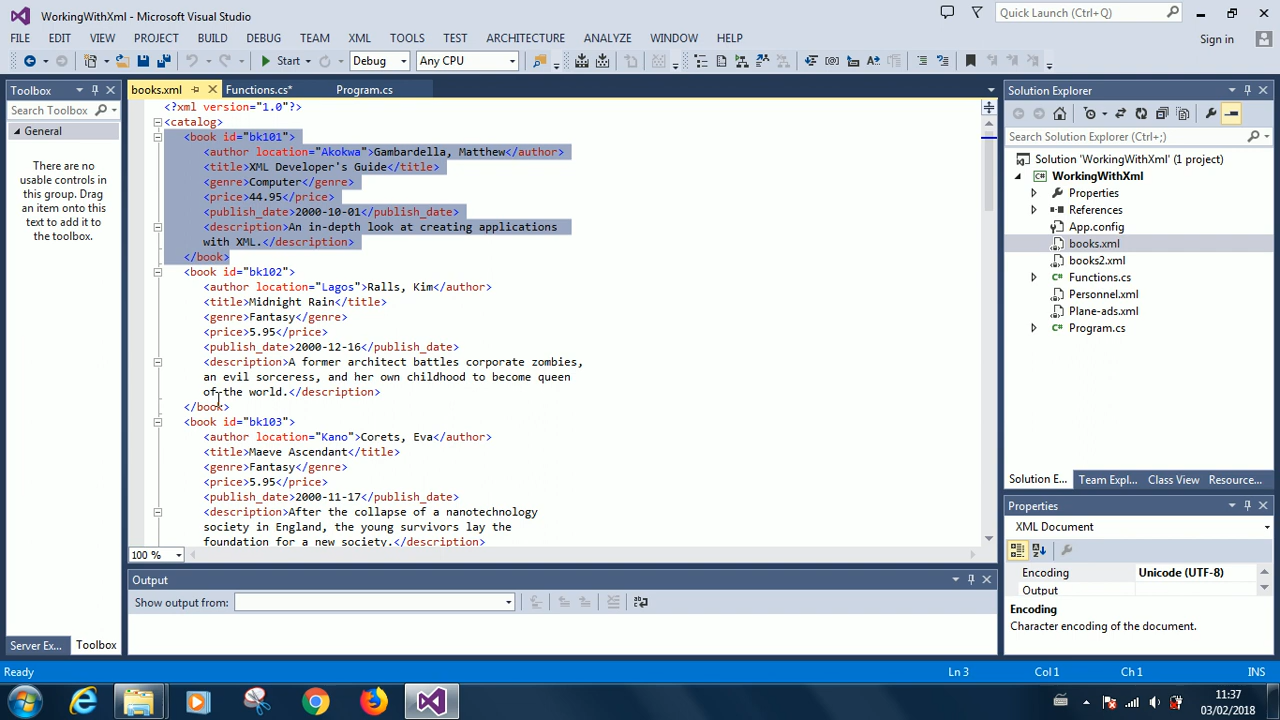 WorkingWithXml - Microsoft Visual Studio
Quick Launch (Ctrl+Q)
FILE EDIT VIEW PROJECT BUILD DEBUG TEAM XML TOOLS TEST ARCHITECTURE ANALYZE WINDOW HELP
Sign in
Start Debug Any CPU
Toolbox
Search Toolbox
General
There are no
usable controls in
this group. Drag
an item onto this
text to add it to
the toolbox.
Server Ex... Toolbox
books.xml Functions.cs* Program.cs
<?xml version="1.0"?>
<catalog>
<book id="bk101">
<author location="Akokwa">Gambardella, Matthew</author>
<title>XML Developer's Guide</title>
<genre>Computer</genre>
<price>44.95</price>
<publish_date>2000-10-01</publish_date>
<description>An in-depth look at creating applications
with XML.</description>
</book>
<book id="bk102">
<author location="Lagos">Ralls, Kim</author>
<title>Midnight Rain</title>
<genre>Fantasy</genre>
<price>5.95</price>
<publish_date>2000-12-16</publish_date>
<description>A former architect battles corporate zombies,
an evil sorceress, and her own childhood to become queen
of the world.</description>
</book>
<book id="bk103">
<author location="Kano">Corets, Eva</author>
<title>Maeve Ascendant</title>
<genre>Fantasy</genre>
<price>5.95</price>
<publish_date>2000-11-17</publish_date>
<description>After the collapse of a nanotechnology
society in England, the young survivors lay the
foundation for a new society.</description>
100 %
Output
Show output from:
Solution Explorer
Search Solution Explorer (Ctrl+;)
Solution 'WorkingWithXml' (1 project)
WorkingWithXml
Properties
References
App.config
books.xml
books2.xml
Functions.cs
Personnel.xml
Plane-ads.xml
Program.cs
Solution E... Team Expl... Class View Resource...
Properties
XML Document
Encoding Unicode (UTF-8)
Output
Encoding
Character encoding of the document.
Ready Ln 3 Col 1 Ch 1 INS
11:37
03/02/2018